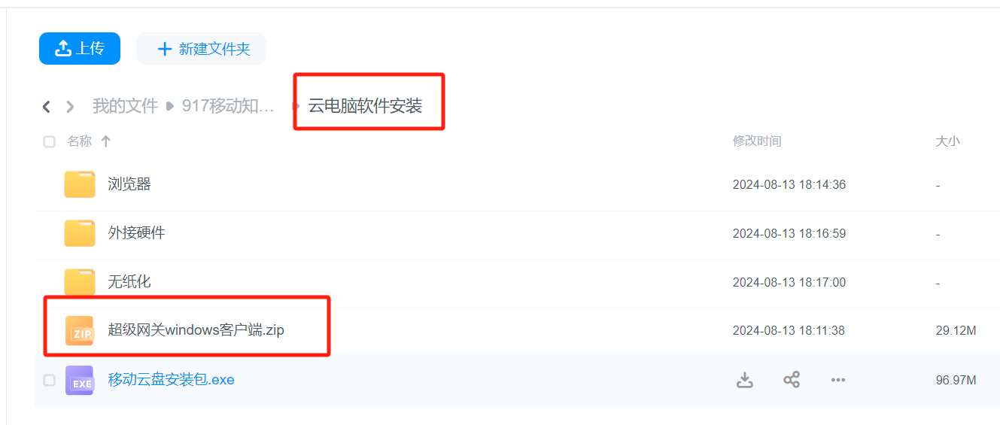 上传 新建文件夹
我的文件 917移动知... 云电脑软件安装
名称 修改时间 大小
浏览器 2024-08-13 18:14:36 -
外接硬件 2024-08-13 18:16:59 -
无纸化 2024-08-13 18:17:00 -
ZIP 超级网关windows客户端.zip 2024-08-13 18:11:38 29.12M
EXE 移动云盘安装包.exe 96.97M